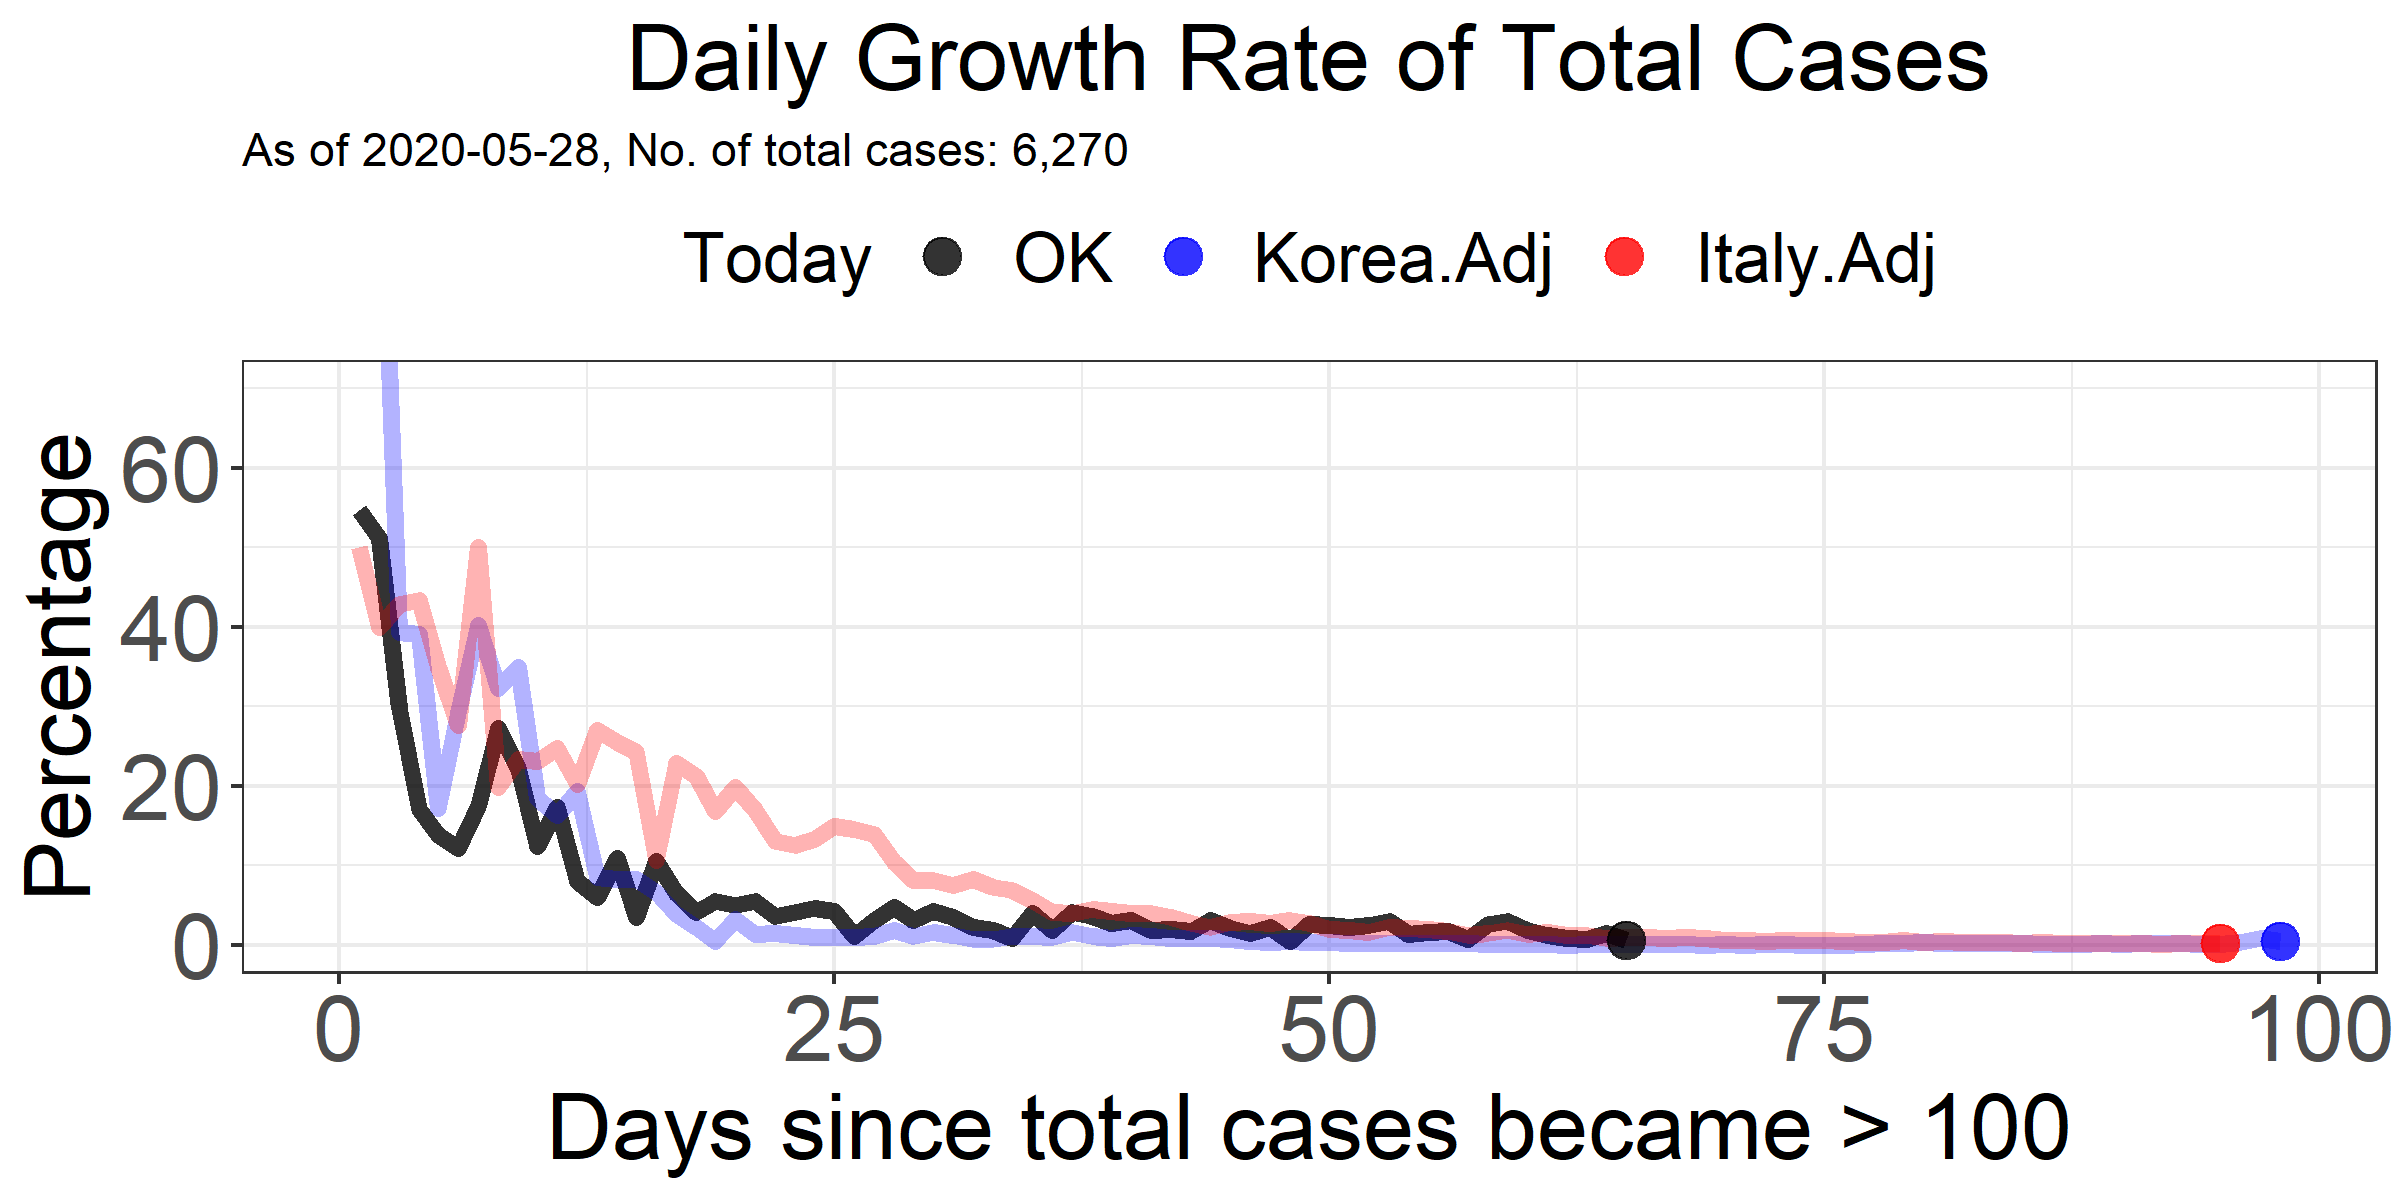 Daily Growth Rate of Total Cases
As of 2020-05-28, No. of total cases: 6,270
Today OK Korea.Adj Italy.Adj
Percentage
60
40
20
0
0 25 50 75 100
Days since total cases became > 100